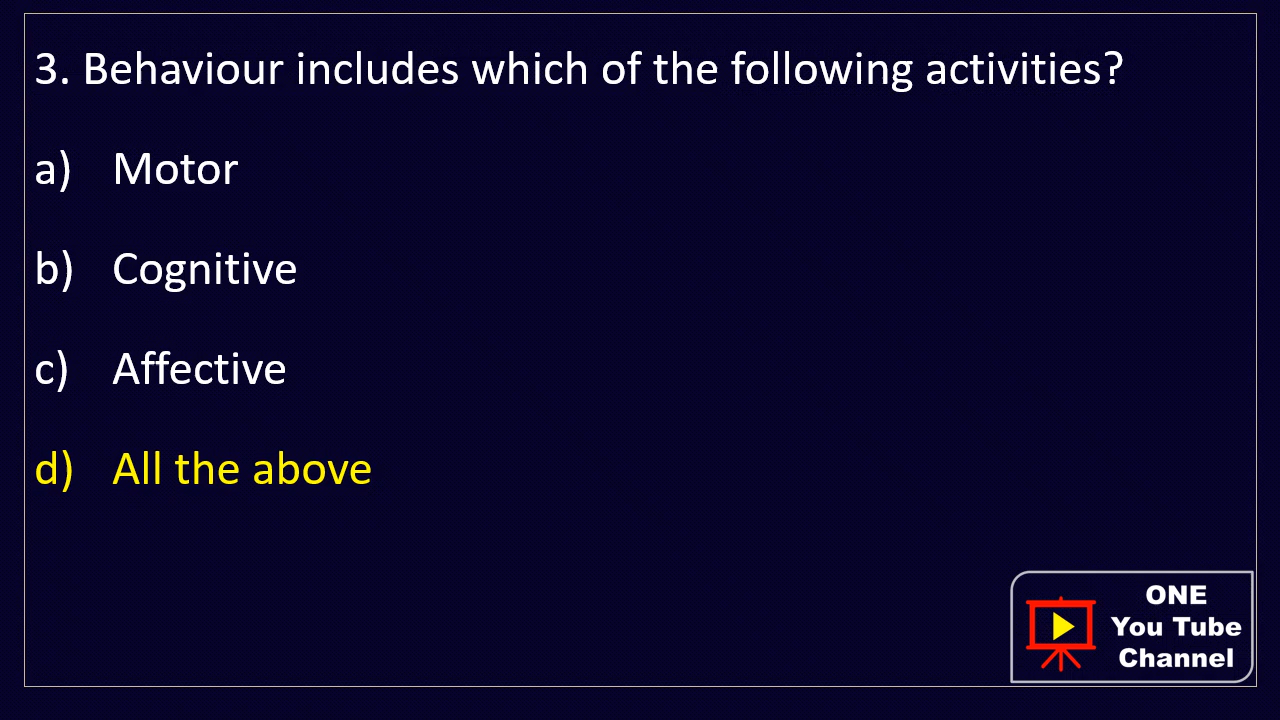 3. Behaviour includes which of the following activities?
a) Motor
b) Cognitive
c) Affective
d) All the above
ONE
You Tube
Channel